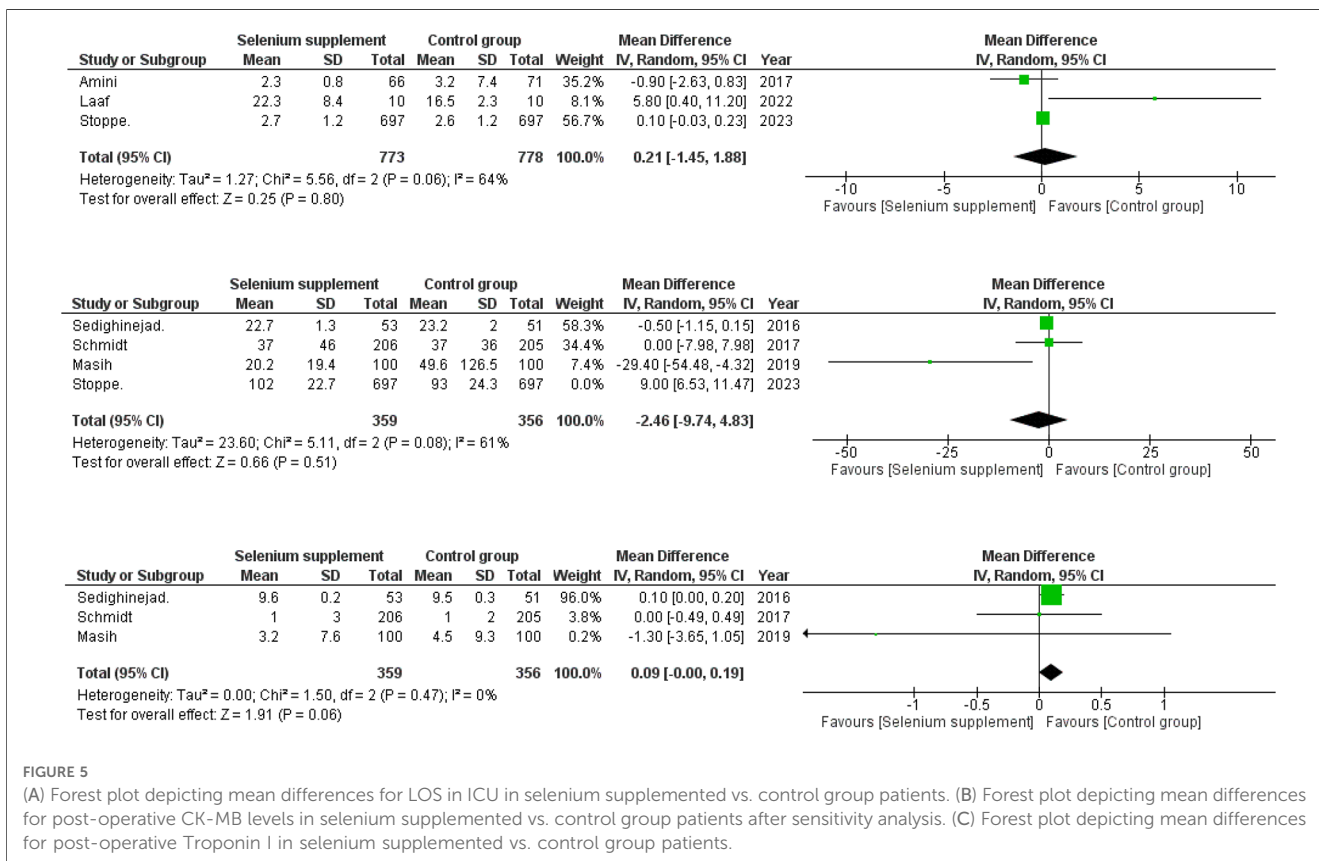 Selenium supplement Control group Mean Difference Mean Difference
Study or Subgroup Mean SD Total Mean SD Total Weight IV, Random, 95% CI Year IV, Random, 95% CI
Amini 2.3 0.8 66 3.2 7.4 71 35.2% -0.90 [-2.63, 0.83] 2017
Laaf 22.3 8.4 10 16.5 2.3 10 8.1% 5.80 [0.40, 11.20] 2022
Stoppe. 2.7 1.2 697 2.6 1.2 697 56.7% 0.10 [-0.03, 0.23] 2023
Total (95% CI) 773 778 100.0% 0.21 [-1.45, 1.88]
Heterogeneity: Tau² = 1.27; Chi² = 5.56, df = 2 (P = 0.06); I² = 64%
Test for overall effect: Z = 0.25 (P = 0.80)
-10 -5 0 5 10
Favours [Selenium supplement] Favours [Control group]
Selenium supplement Control group Mean Difference Mean Difference
Study or Subgroup Mean SD Total Mean SD Total Weight IV, Random, 95% CI Year IV, Random, 95% CI
Sedighinejad. 22.7 1.3 53 23.2 2 51 58.3% -0.50 [-1.15, 0.15] 2016
Schmidt 37 46 206 37 36 205 34.4% 0.00 [-7.98, 7.98] 2017
Masih 20.2 19.4 100 49.6 126.5 100 7.4% -29.40 [-54.48, -4.32] 2019
Stoppe. 102 22.7 697 93 24.3 697 0.0% 9.00 [6.53, 11.47] 2023
Total (95% CI) 359 356 100.0% -2.46 [-9.74, 4.83]
Heterogeneity: Tau² = 23.60; Chi² = 5.11, df = 2 (P = 0.08); I² = 61%
Test for overall effect: Z = 0.66 (P = 0.51)
-50 -25 0 25 50
Favours [Selenium supplement] Favours [Control group]
Selenium supplement Control group Mean Difference Mean Difference
Study or Subgroup Mean SD Total Mean SD Total Weight IV, Random, 95% CI Year IV, Random, 95% CI
Sedighinejad. 9.6 0.2 53 9.5 0.3 51 96.0% 0.10 [0.00, 0.20] 2016
Schmidt 1 3 206 1 2 205 3.8% 0.00 [-0.49, 0.49] 2017
Masih 3.2 7.6 100 4.5 9.3 100 0.2% -1.30 [-3.65, 1.05] 2019
Total (95% CI) 359 356 100.0% 0.09 [-0.00, 0.19]
Heterogeneity: Tau² = 0.00; Chi² = 1.50, df = 2 (P = 0.47); I² = 0%
Test for overall effect: Z = 1.91 (P = 0.06)
-1 -0.5 0 0.5 1
Favours [Selenium supplement] Favours [Control group]
FIGURE 5
(A) Forest plot depicting mean differences for LOS in ICU in selenium supplemented vs. control group patients. (B) Forest plot depicting mean differences
for post-operative CK-MB levels in selenium supplemented vs. control group patients after sensitivity analysis. (C) Forest plot depicting mean differences
for post-operative Troponin I in selenium supplemented vs. control group patients.